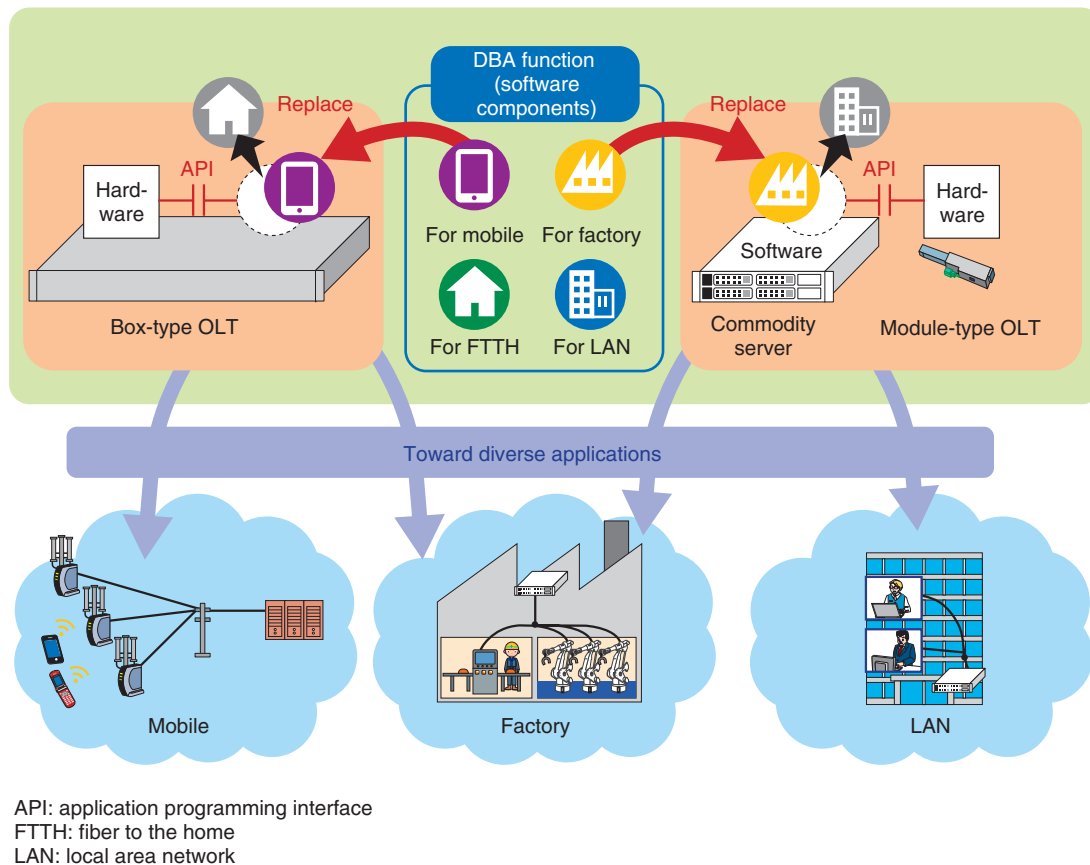 DBA function
(software
components)
Replace
Replace
API
Hard-
ware
For mobile
For factory
For FTTH
For LAN
API
Hard-
ware
Software
Box-type OLT
Commodity
server
Module-type OLT
Toward diverse applications
Mobile
Factory
LAN
API: application programming interface
FTTH: fiber to the home
LAN: local area network